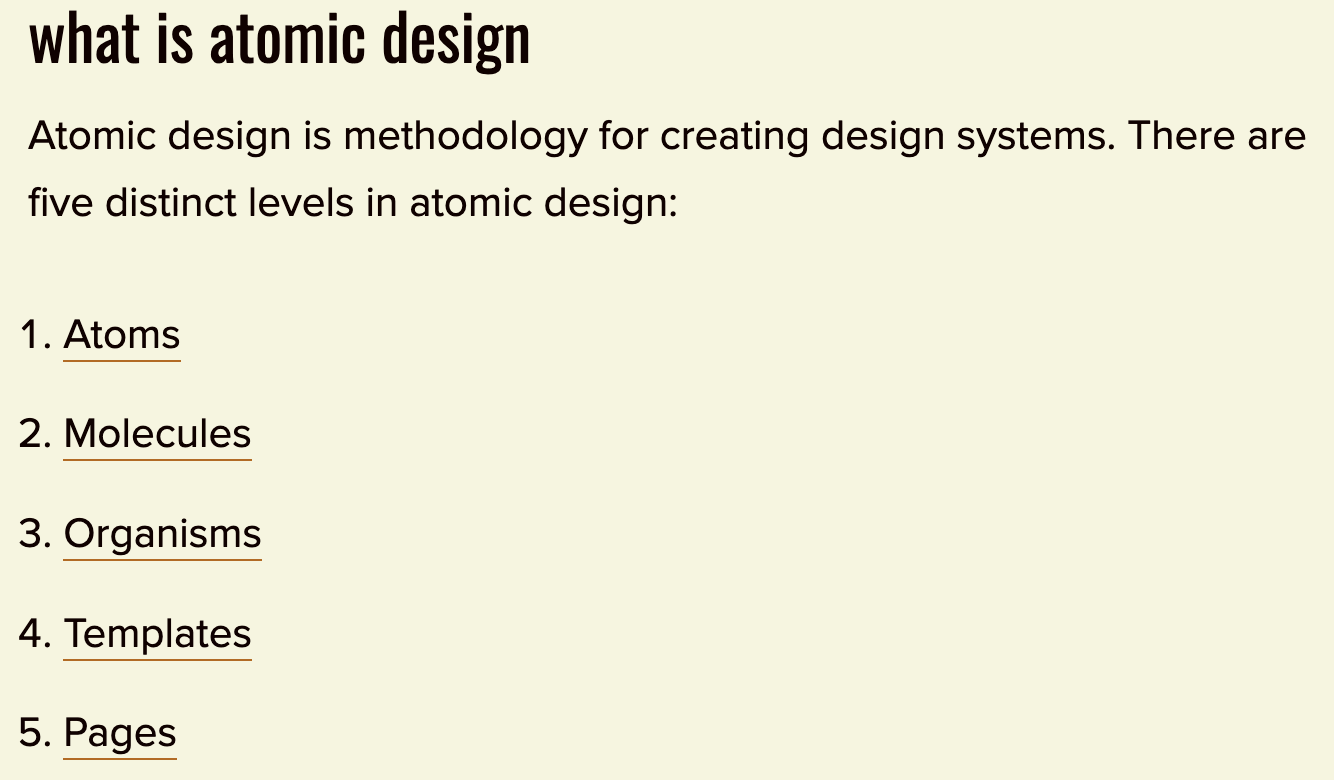 what is atomic design
Atomic design is methodology for creating design systems. There are
five distinct levels in atomic design:
1. Atoms
2. Molecules
3. Organisms
4. Templates
5. Pages